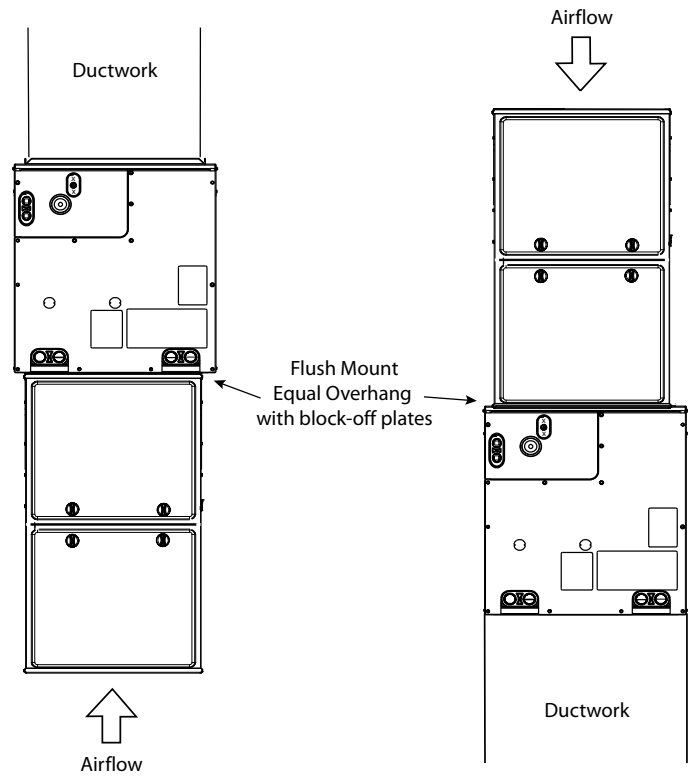 Ductwork
Airflow
Flush Mount
Equal Overhang
with block-off plates
Airflow
Ductwork